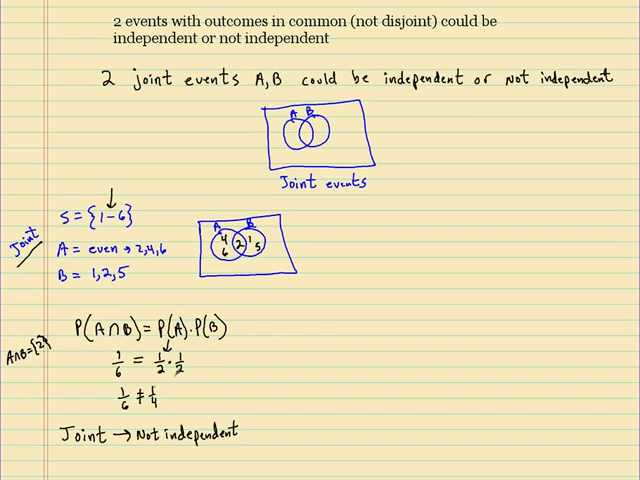 2 events with outcomes in common (not disjoint) could be
independent or not independent
2 joint events A,B could be independent or Not independent
A B
Joint events
S = {1-6}
Joint
A = even → 2,4,6
B = 1,2,5
A B
4 2 1
6 5
P(A∩B) = P(A)·P(B)
A∩B={2}
1/6 = 1/2 · 1/2
1/6 ≠ 1/4
Joint → Not independent